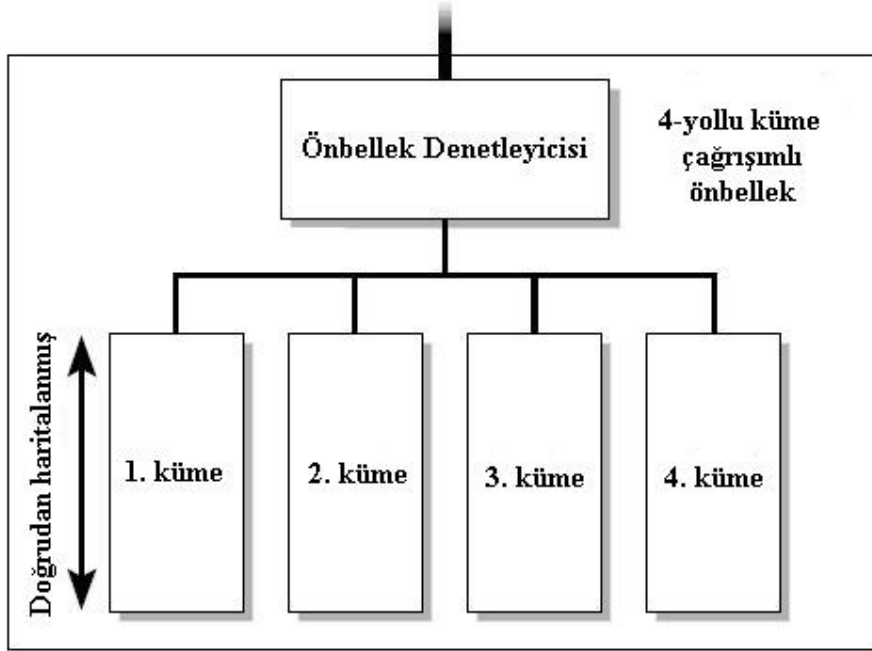 Önbellek Denetleyicisi
4-yollu küme
çağrışımlı
önbellek
Doğrudan haritalanmış
1. küme
2. küme
3. küme
4. küme